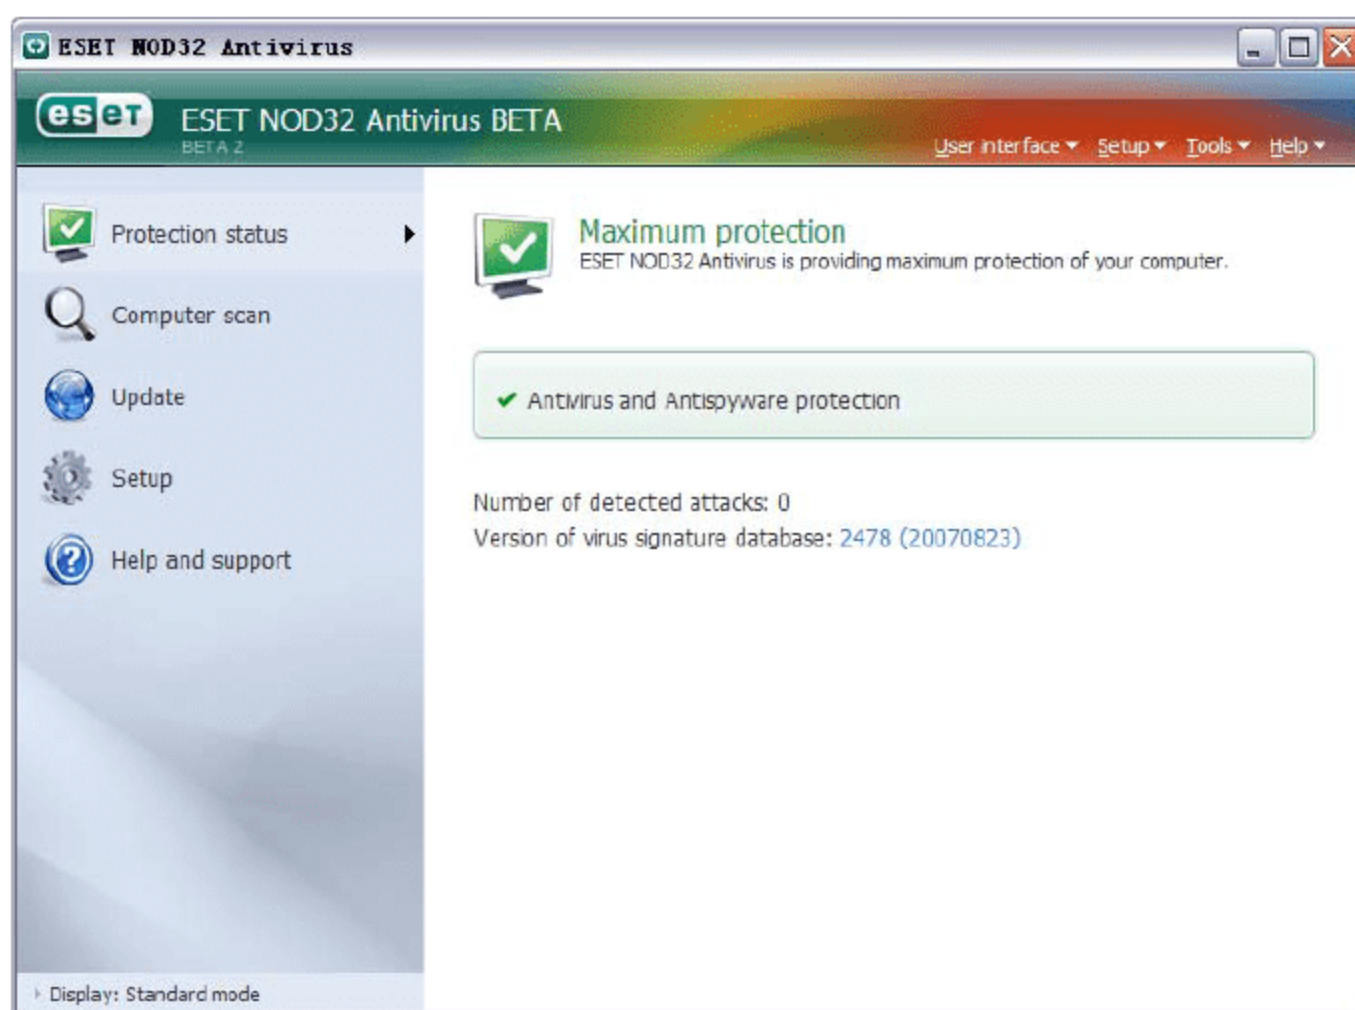 ESET NOD32 Antivirus
eseT
ESET NOD32 Antivirus BETA
BETA 2
User interface Setup Tools Help
Protection status
Computer scan
Update
Setup
Help and support
Maximum protection
ESET NOD32 Antivirus is providing maximum protection of your computer.
Antivirus and Antispyware protection
Number of detected attacks: 0
Version of virus signature database: 2478 (20070823)
Display: Standard mode